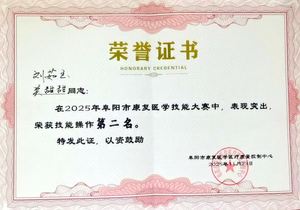 荣誉证书
HONORARY CREDENTIAL
刘茹玉
同志：
在2025年阜阳市康复医学技能大赛中，表现突出，
荣获技能操作第二名。
特发此证，以资鼓励
阜阳市康复医学医疗质量控制中心